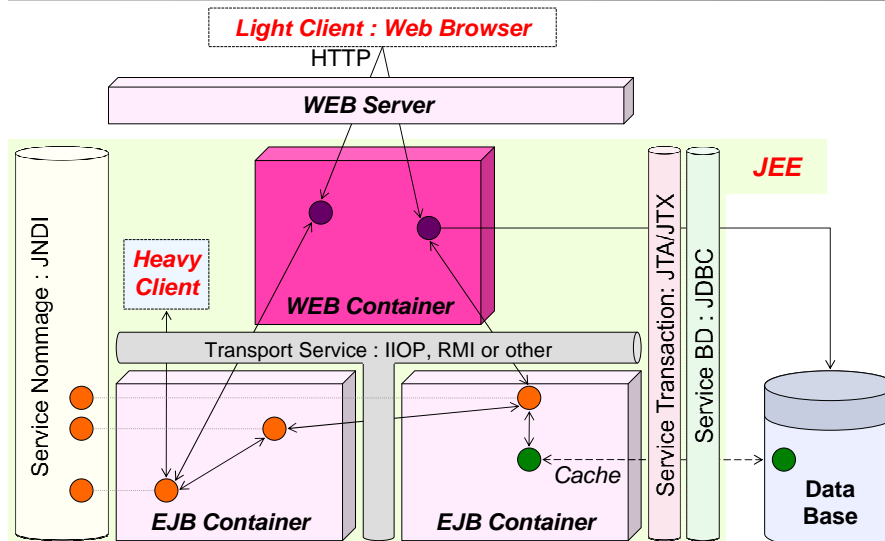 Light Client : Web Browser
HTTP
WEB Server
JEE
Service Nommage : JNDI
Heavy
Client
WEB Container
Service Transaction: JTA/JTX
Service BD : JDBC
Transport Service : IIOP, RMI or other
Cache
EJB Container
EJB Container
Data
Base